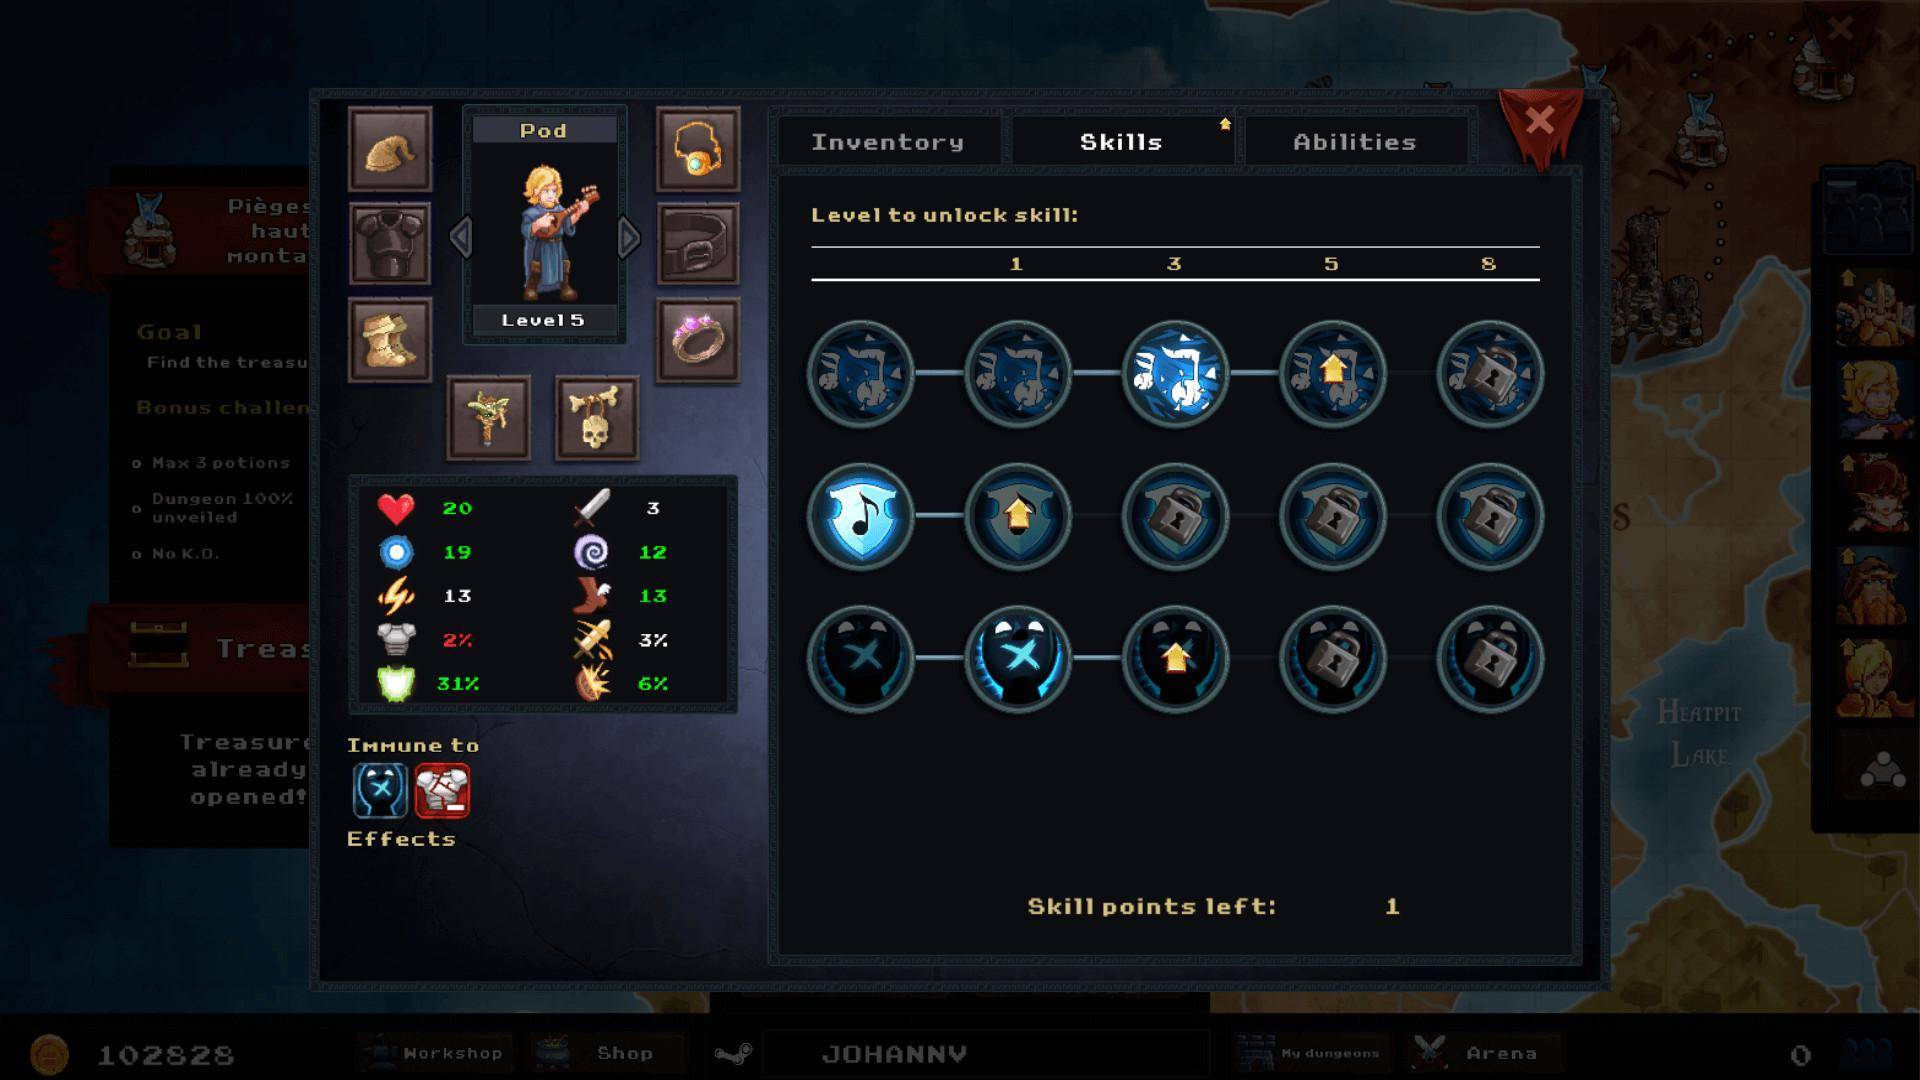 Pod
Level 5
Inventory
Skills
Abilities
Level to unlock skill:
1 3 5 8
Skill points left: 1
20 3
19 12
13 13
2% 3%
31% 6%
Immune to
Effects
Pièges
haut
monta
Goal
Find the treasu
Bonus challen
Max 3 potions
Dungeon 100%
unveiled
No K.O.
Treas
Treasure
already
opened!
Heatpit
Lake
102828
Workshop
Shop
JOHANNV
My dungeons
Arena
0